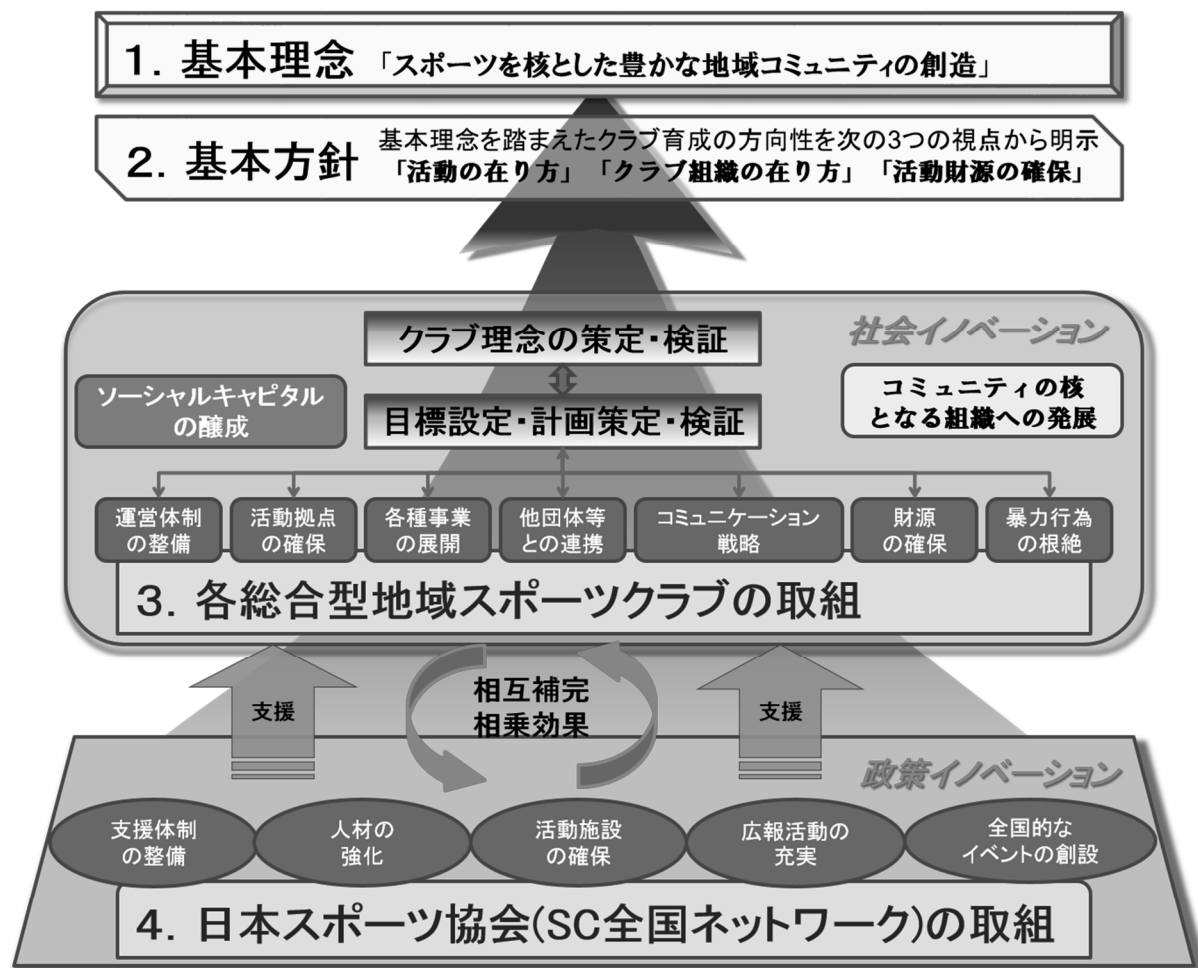 1. 基本理念 「スポーツを核とした豊かな地域コミュニティの創造」
2. 基本方針
基本理念を踏まえたクラブ育成の方向性を次の3つの視点から明示
「活動の在り方」 「クラブ組織の在り方」 「活動財源の確保」
社会イノベーション
クラブ理念の策定・検証
ソーシャルキャピタル
の醸成
目標設定・計画策定・検証
コミュニティの核
となる組織への発展
運営体制
の整備
活動拠点
の確保
各種事業
の展開
他団体等
との連携
コミュニケーション
戦略
財源
の確保
暴力行為
の根絶
3. 各総合型地域スポーツクラブの取組
支援
相互補完
相乗効果
支援
政策イノベーション
支援体制
の整備
人材の
強化
活動施設
の確保
広報活動の
充実
全国的な
イベントの創設
4. 日本スポーツ協会(SC全国ネットワーク)の取組